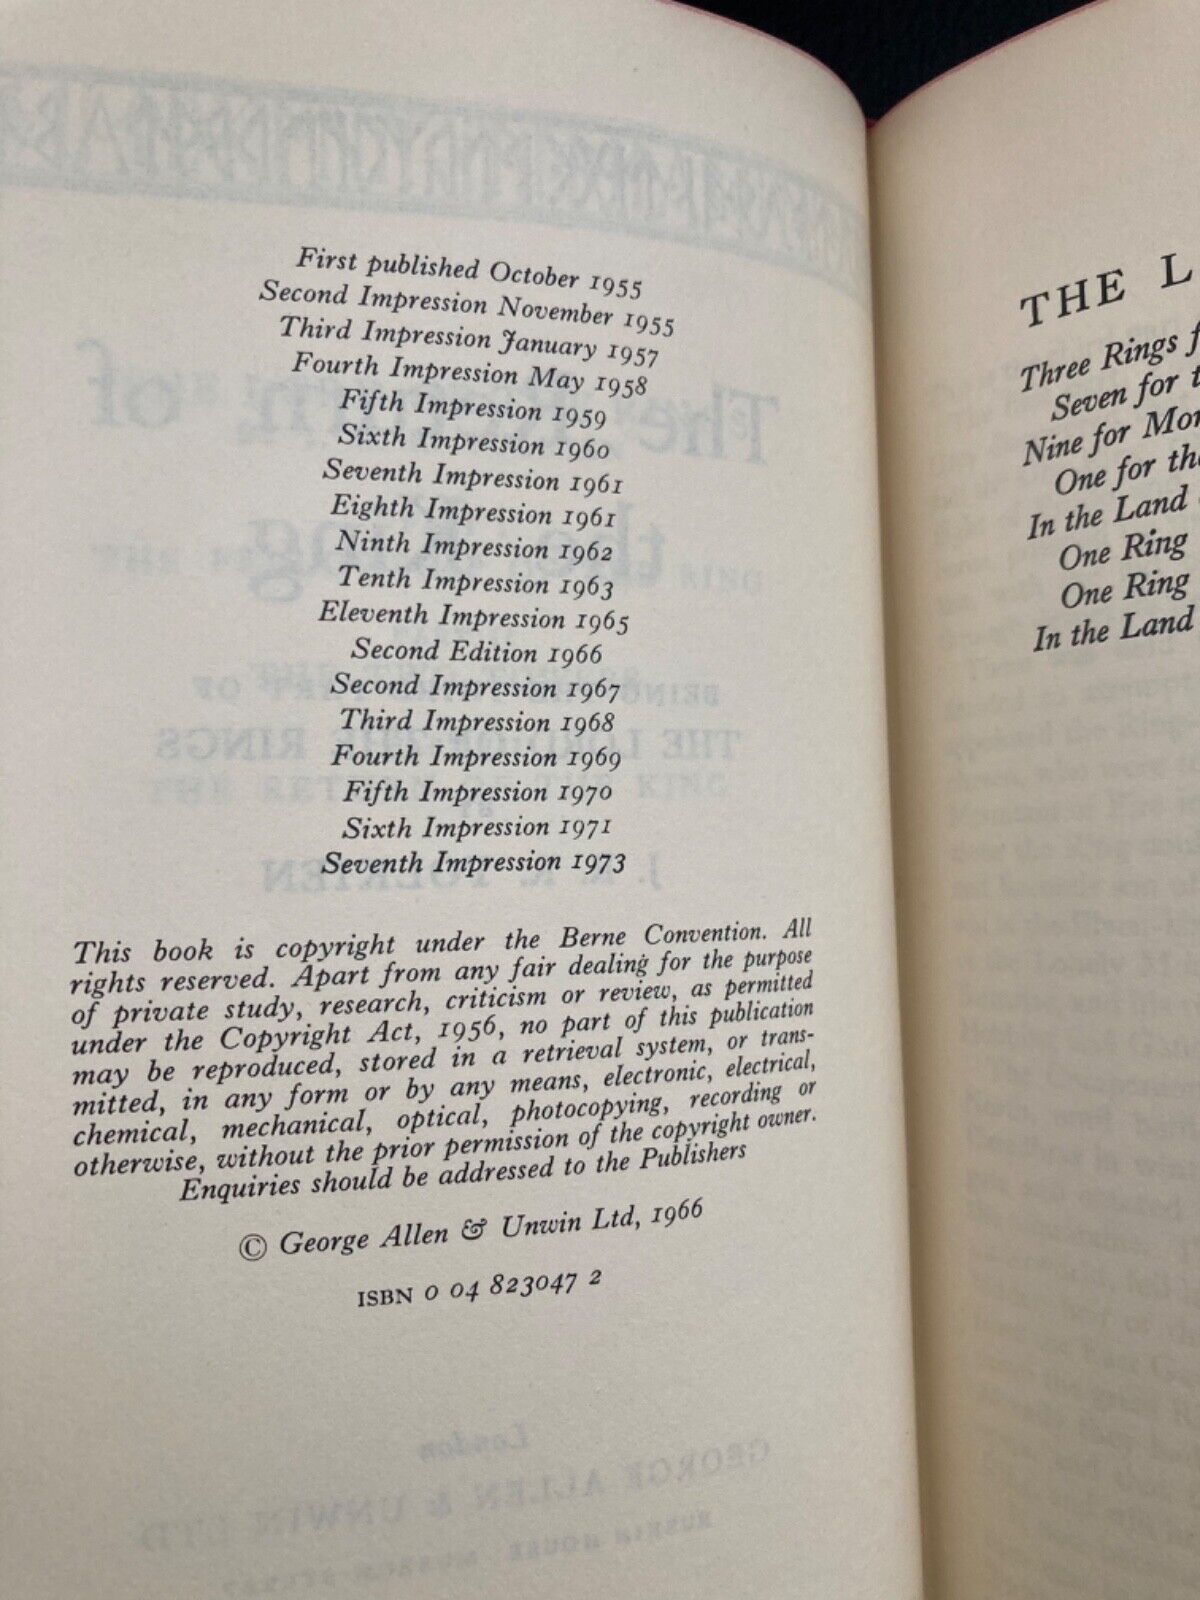 First published October 1955
Second Impression November 1955
Third Impression January 1957
Fourth Impression May 1958
Fifth Impression 1959
Sixth Impression 1960
Seventh Impression 1961
Eighth Impression 1961
Ninth Impression 1962
Tenth Impression 1963
Eleventh Impression 1965
Second Edition 1966
Second Impression 1967
Third Impression 1968
Fourth Impression 1969
Fifth Impression 1970
Sixth Impression 1971
Seventh Impression 1973
This book is copyright under the Berne Convention. All
rights reserved. Apart from any fair dealing for the purpose
of private study, research, criticism or review, as permitted
under the Copyright Act, 1956, no part of this publication
may be reproduced, stored in a retrieval system, or trans-
mitted, in any form or by any means, electronic, electrical,
chemical, mechanical, optical, photocopying, recording or
otherwise, without the prior permission of the copyright owner.
Enquiries should be addressed to the Publishers
© George Allen & Unwin Ltd, 1966
ISBN 0 04 823047 2
THE L
Three Rings f
Seven for t
Nine for Mor
One for the
In the Land
One Ring
One Ring
In the Land